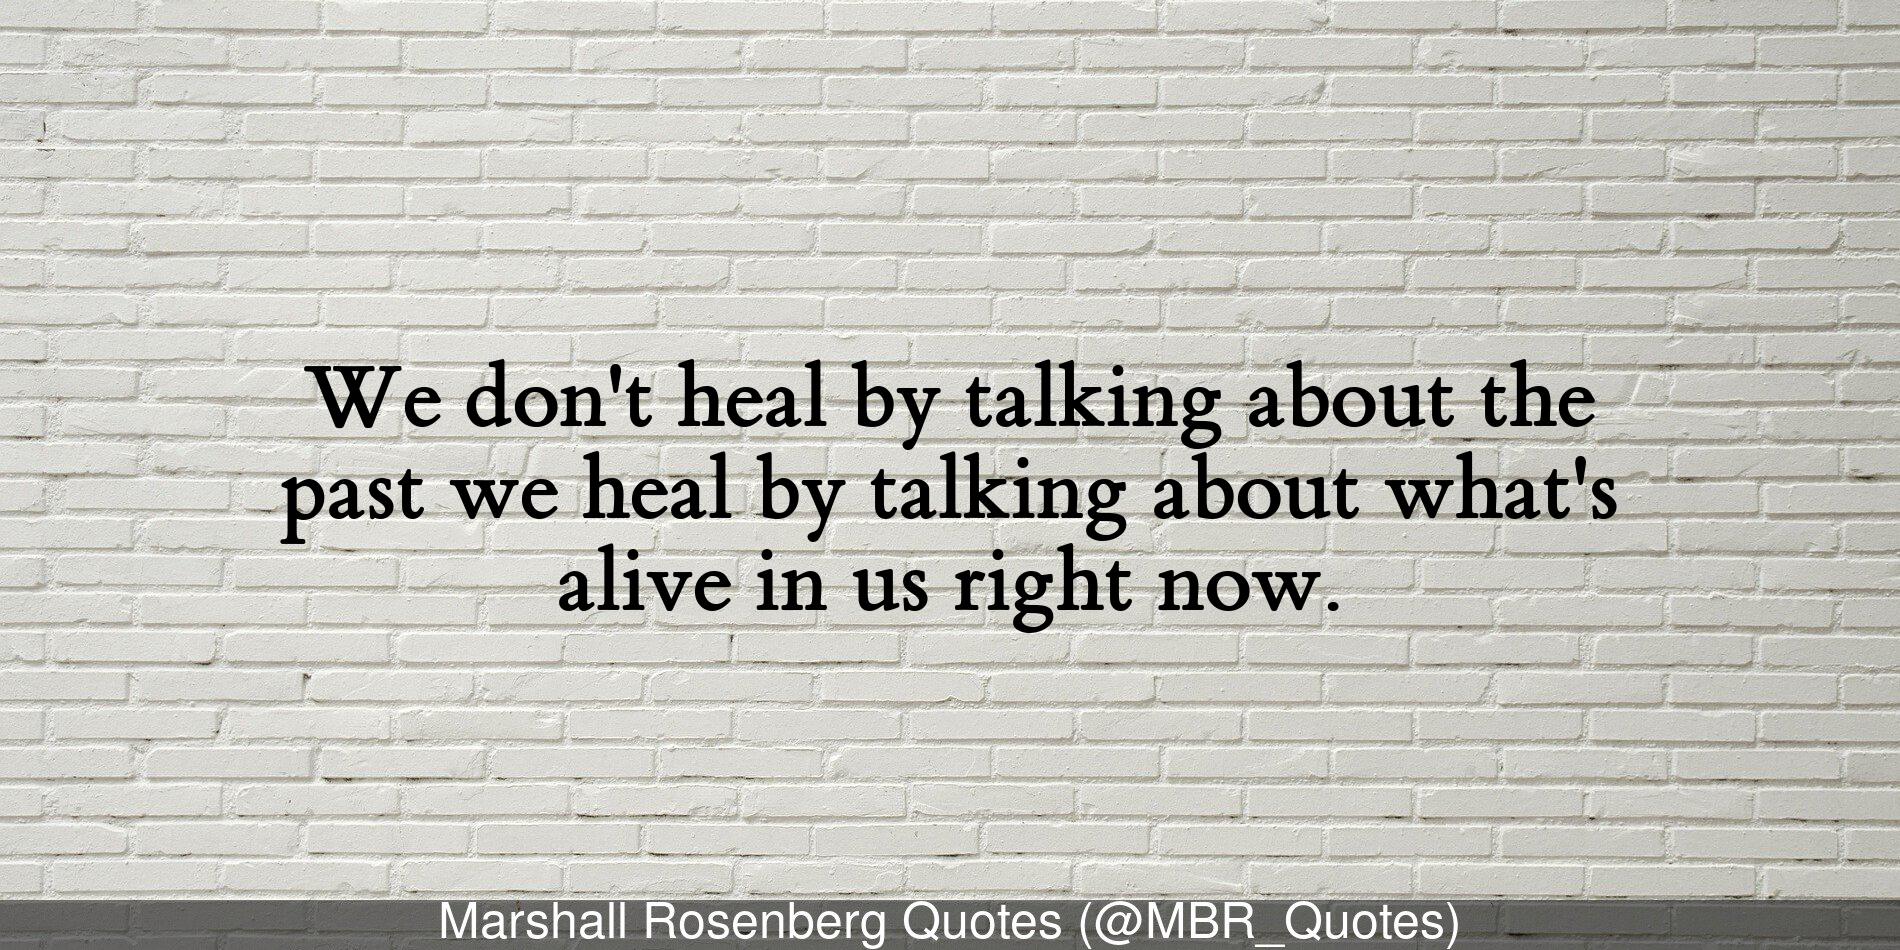 We don't heal by talking about the
past we heal by talking about what's
alive in us right now.
Marshall Rosenberg Quotes (@MBR_Quotes)